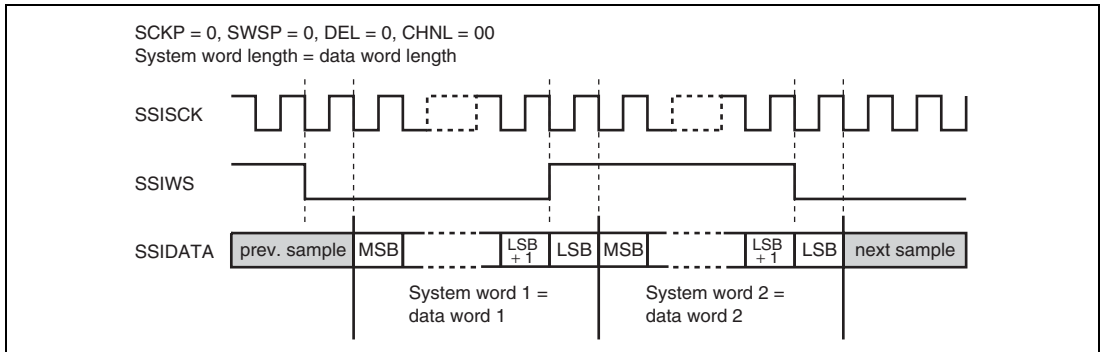 SCKP = 0, SWSP = 0, DEL = 0, CHNL = 00
System word length = data word length
SSISCK
SSIWS
SSIDATA
prev. sample
MSB
LSB
+ 1
LSB
MSB
LSB
+ 1
LSB
next sample
System word 1 =
data word 1
System word 2 =
data word 2